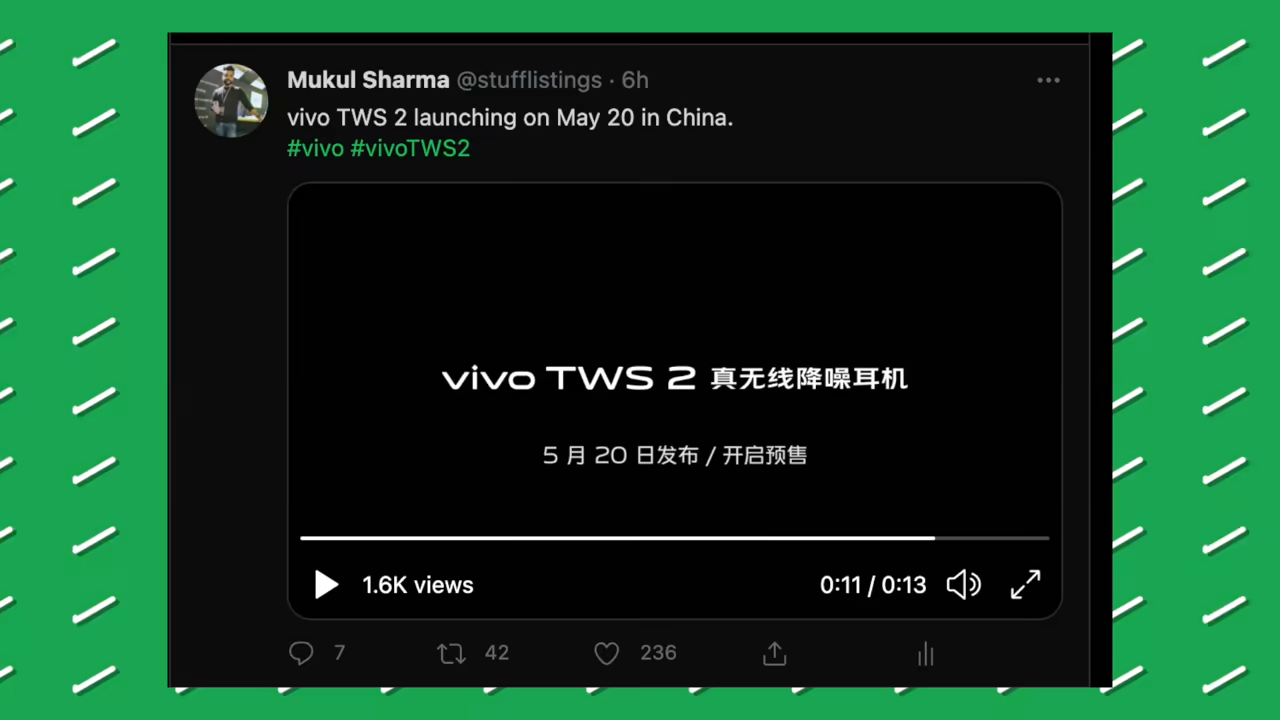 Mukul Sharma @stufflistings · 6h
vivo TWS 2 launching on May 20 in China.
#vivo #vivoTWS2
vivo TWS 2 真无线降噪耳机
5 月 20 日发布 / 开启预售
1.6K views 0:11 / 0:13
7 42 236